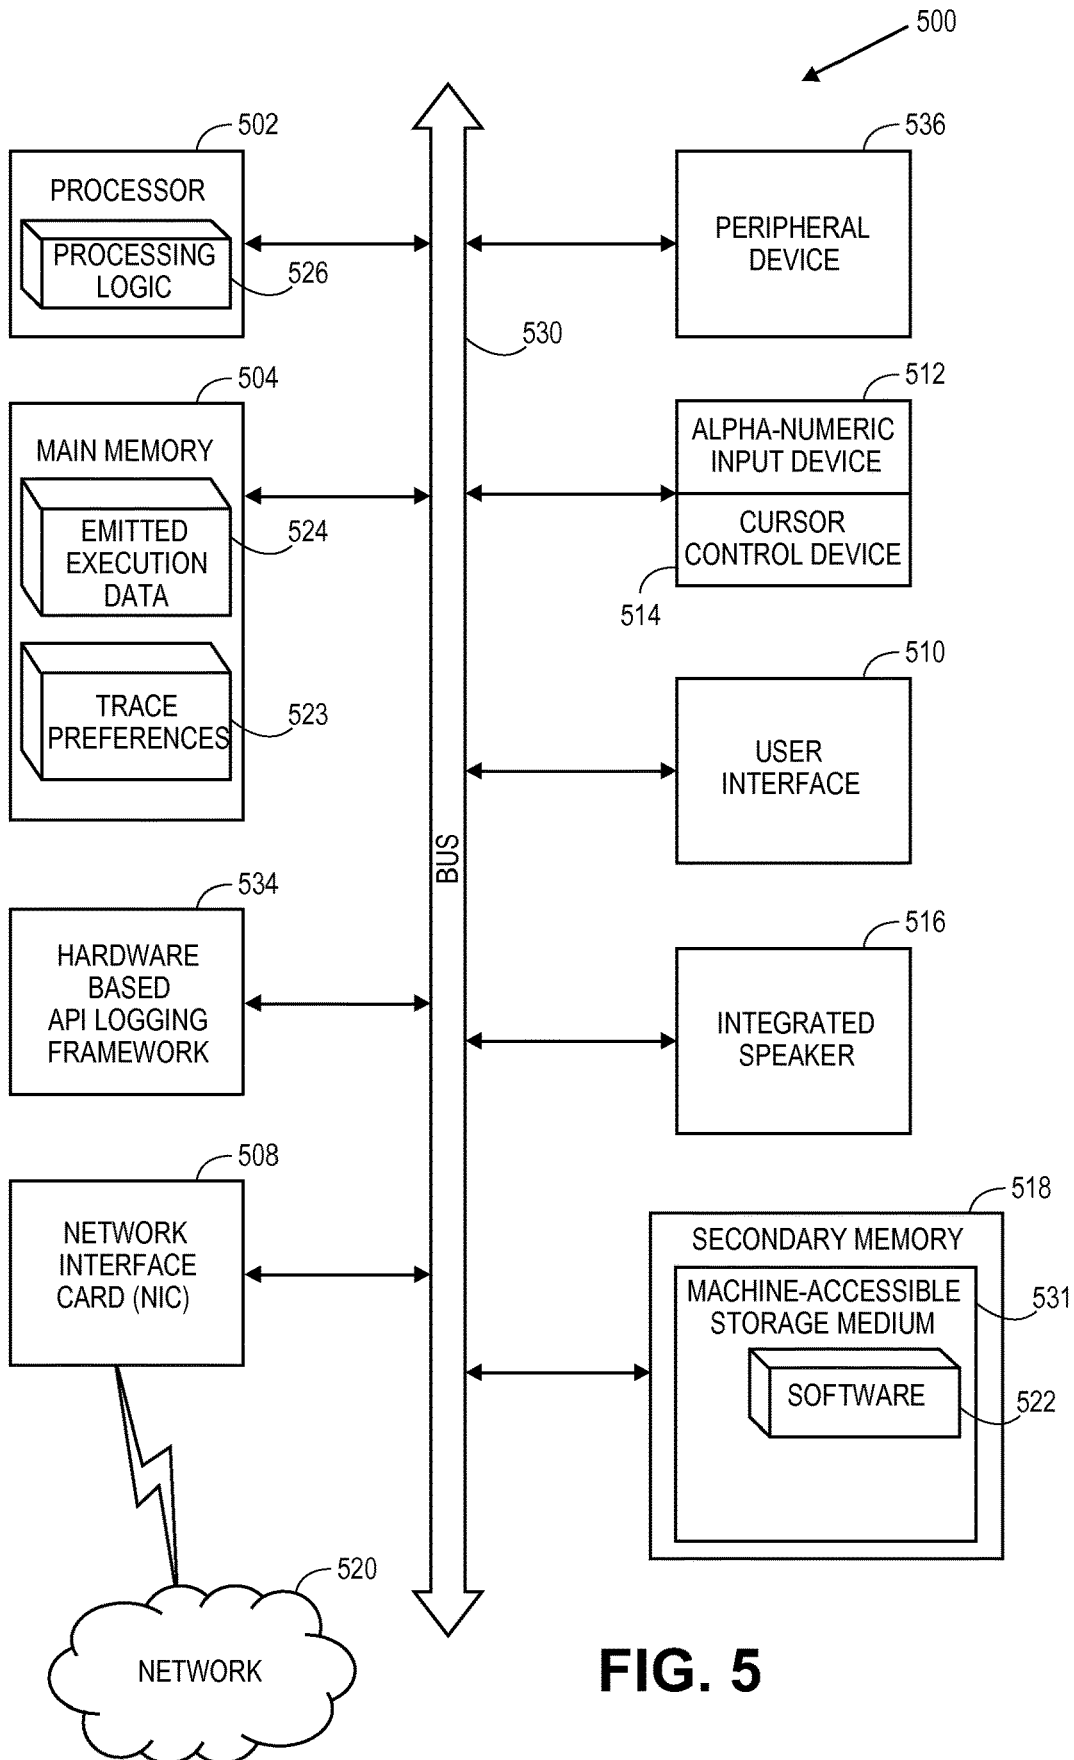 500
502
PROCESSOR
PROCESSING
LOGIC
526
504
MAIN MEMORY
EMITTED
EXECUTION
DATA
524
TRACE
PREFERENCES
523
534
HARDWARE
BASED
API LOGGING
FRAMEWORK
508
NETWORK
INTERFACE
CARD (NIC)
520
NETWORK
530
BUS
536
PERIPHERAL
DEVICE
512
ALPHA-NUMERIC
INPUT DEVICE
CURSOR
CONTROL DEVICE
514
510
USER
INTERFACE
516
INTEGRATED
SPEAKER
518
SECONDARY MEMORY
MACHINE-ACCESSIBLE
STORAGE MEDIUM
531
SOFTWARE
522
FIG. 5